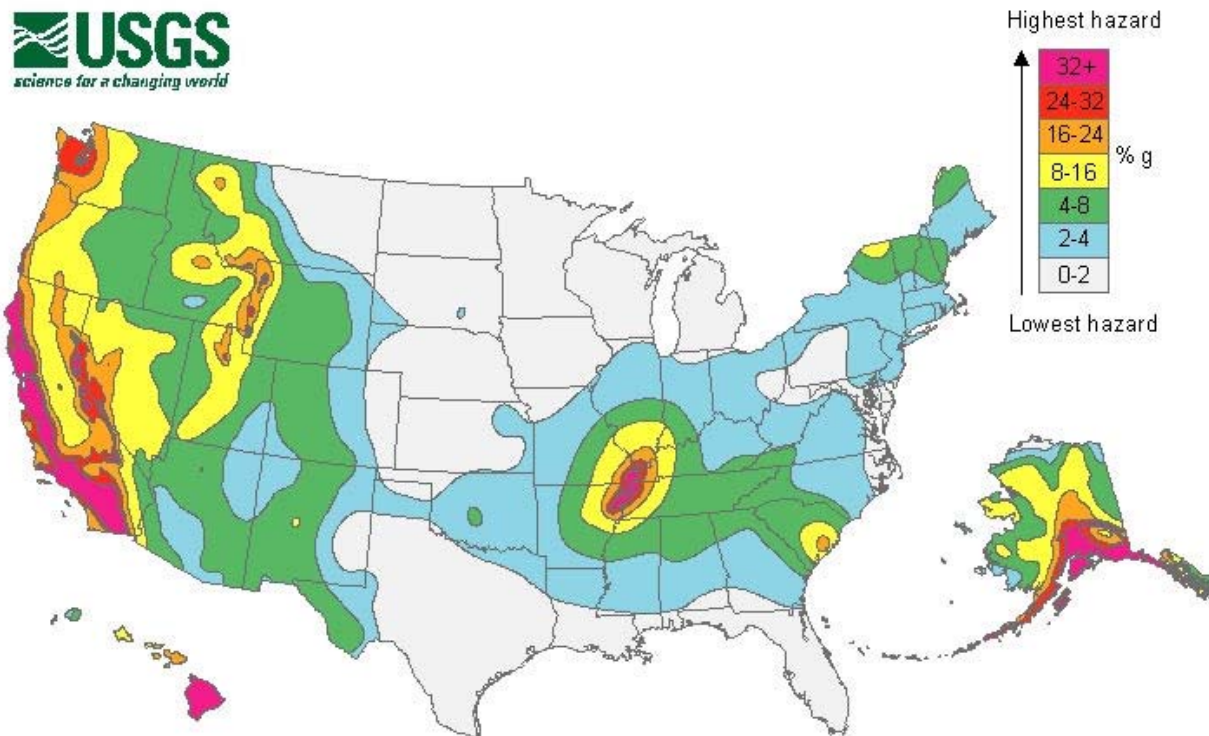 USGS
science for a changing world
Highest hazard
32+
24-32
16-24
8-16
4-8
2-4
0-2
% g
Lowest hazard